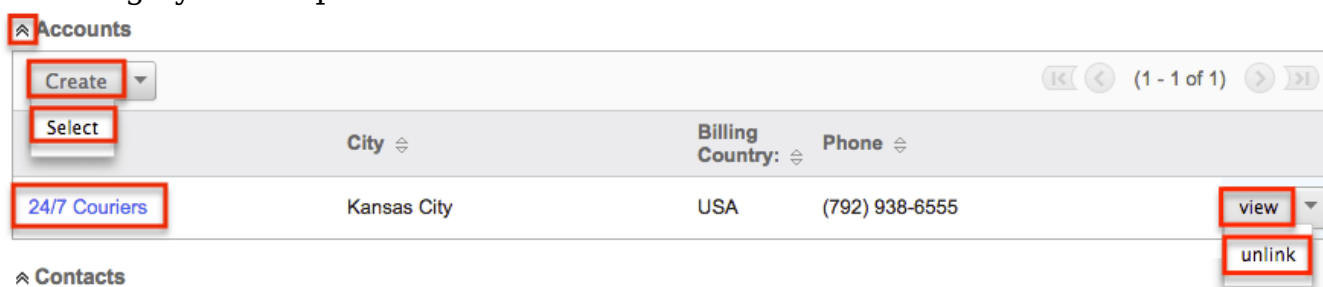 Accounts
Create (1 - 1 of 1)
Select
City Billing Country: Phone
24/7 Couriers Kansas City USA (792) 938-6555 view
unlink
Contacts